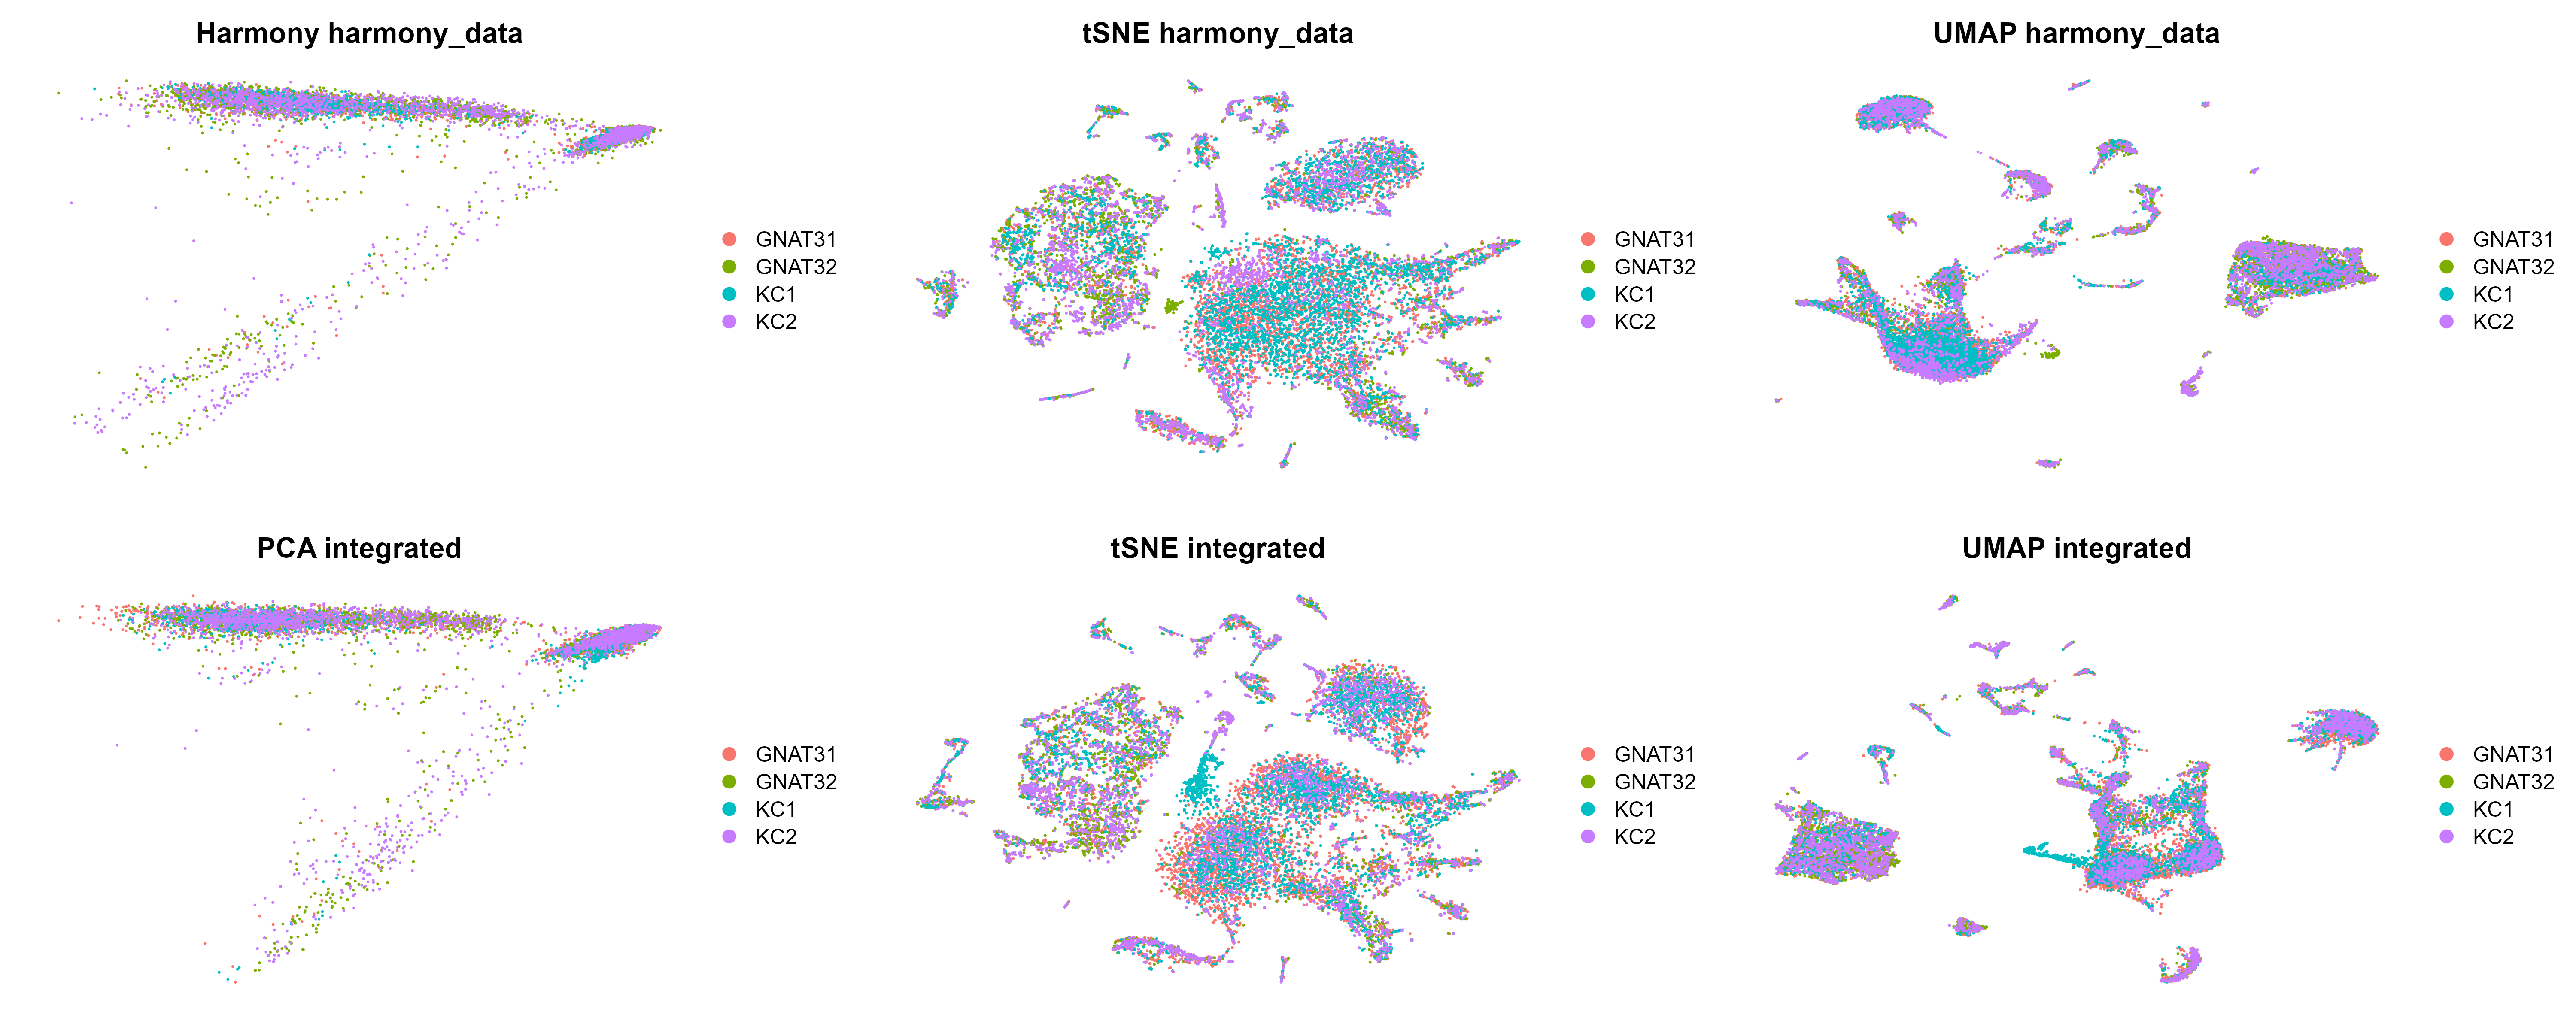 Harmony harmony_data
GNAT31
GNAT32
KC1
KC2
tSNE harmony_data
GNAT31
GNAT32
KC1
KC2
UMAP harmony_data
GNAT31
GNAT32
KC1
KC2
PCA integrated
GNAT31
GNAT32
KC1
KC2
tSNE integrated
GNAT31
GNAT32
KC1
KC2
UMAP integrated
GNAT31
GNAT32
KC1
KC2